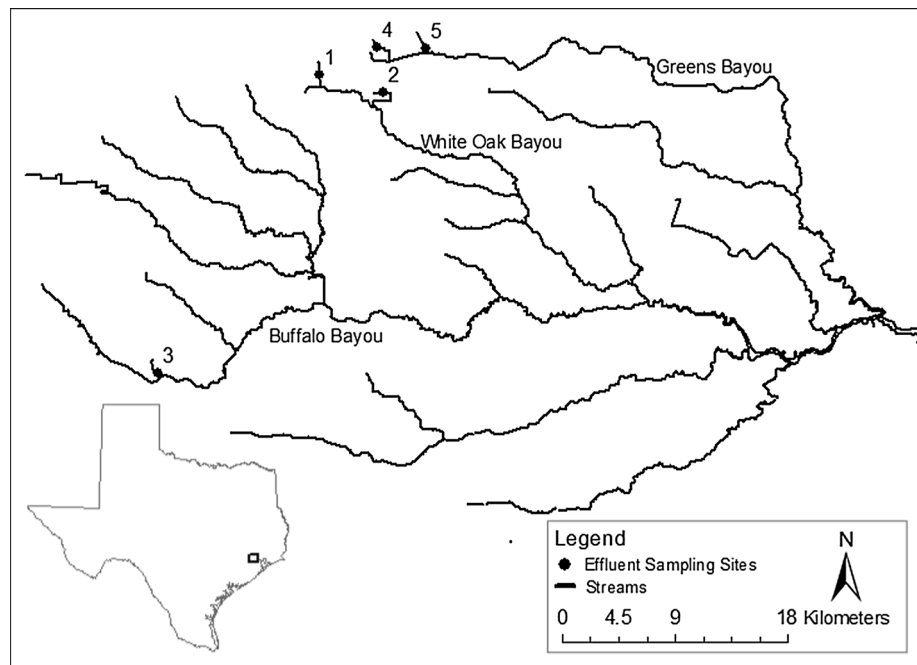 4
5
1
2
Greens Bayou
White Oak Bayou
Buffalo Bayou
3
Legend
Effluent Sampling Sites
Streams
N
0 4.5 9 18 Kilometers